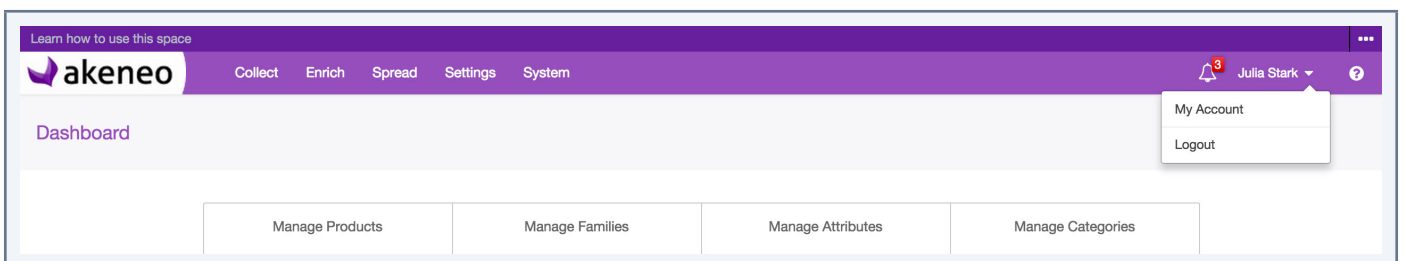 Learn how to use this space •••
akeneo Collect Enrich Spread Settings System 3 Julia Stark ?
My Account
Dashboard
Logout
Manage Products Manage Families Manage Attributes Manage Categories